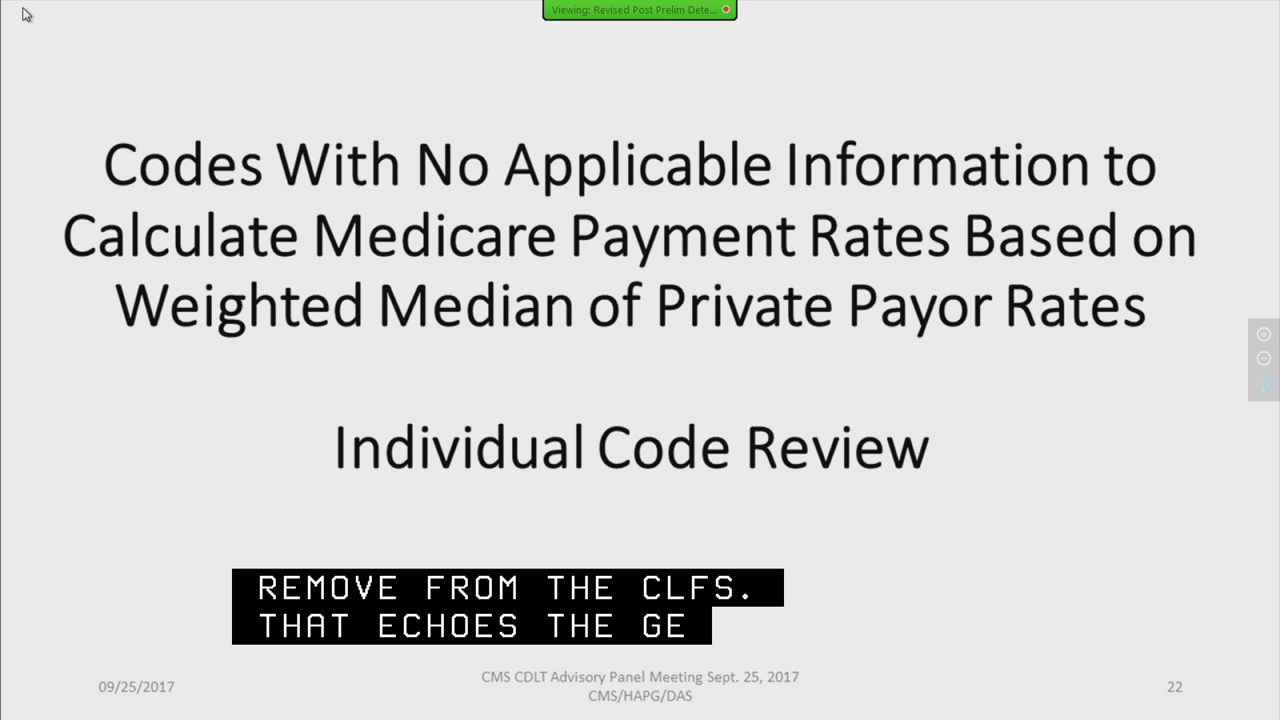 Viewing: Revised Post Prelim Dete...
Codes With No Applicable Information to
Calculate Medicare Payment Rates Based on
Weighted Median of Private Payor Rates
Individual Code Review
REMOVE FROM THE CLFS.
THAT ECHOES THE GE
09/25/2017
CMS CDLT Advisory Panel Meeting Sept. 25, 2017
CMS/HAPG/DAS
22